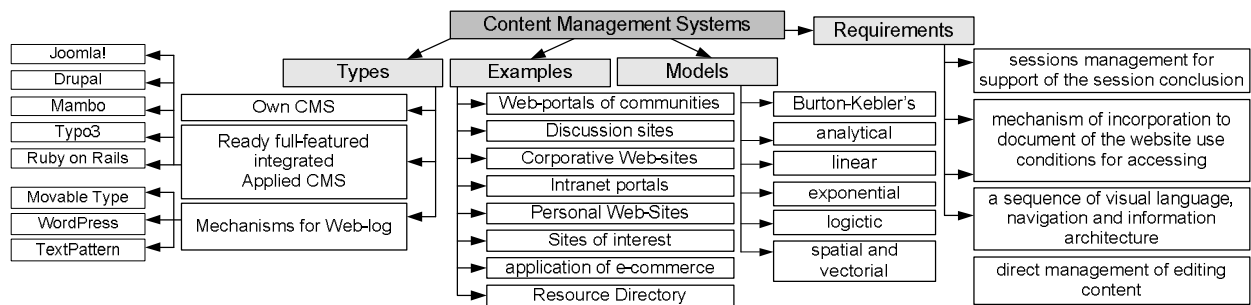 Content Management Systems
Requirements
Types
Examples
Models
Joomla!
Drupal
Mambo
Typo3
Ruby on Rails
Movable Type
WordPress
TextPattern
Own CMS
Ready full-featured
integrated
Applied CMS
Mechanisms for Web-log
Web-portals of communities
Discussion sites
Corporative Web-sites
Intranet portals
Personal Web-Sites
Sites of interest
application of e-commerce
Resource Directory
Burton-Kebler's
analytical
linear
exponential
logictic
spatial and
vectorial
sessions management for
support of the session conclusion
mechanism of incorporation to
document of the website use
conditions for accessing
a sequence of visual language,
navigation and information
architecture
direct management of editing
content